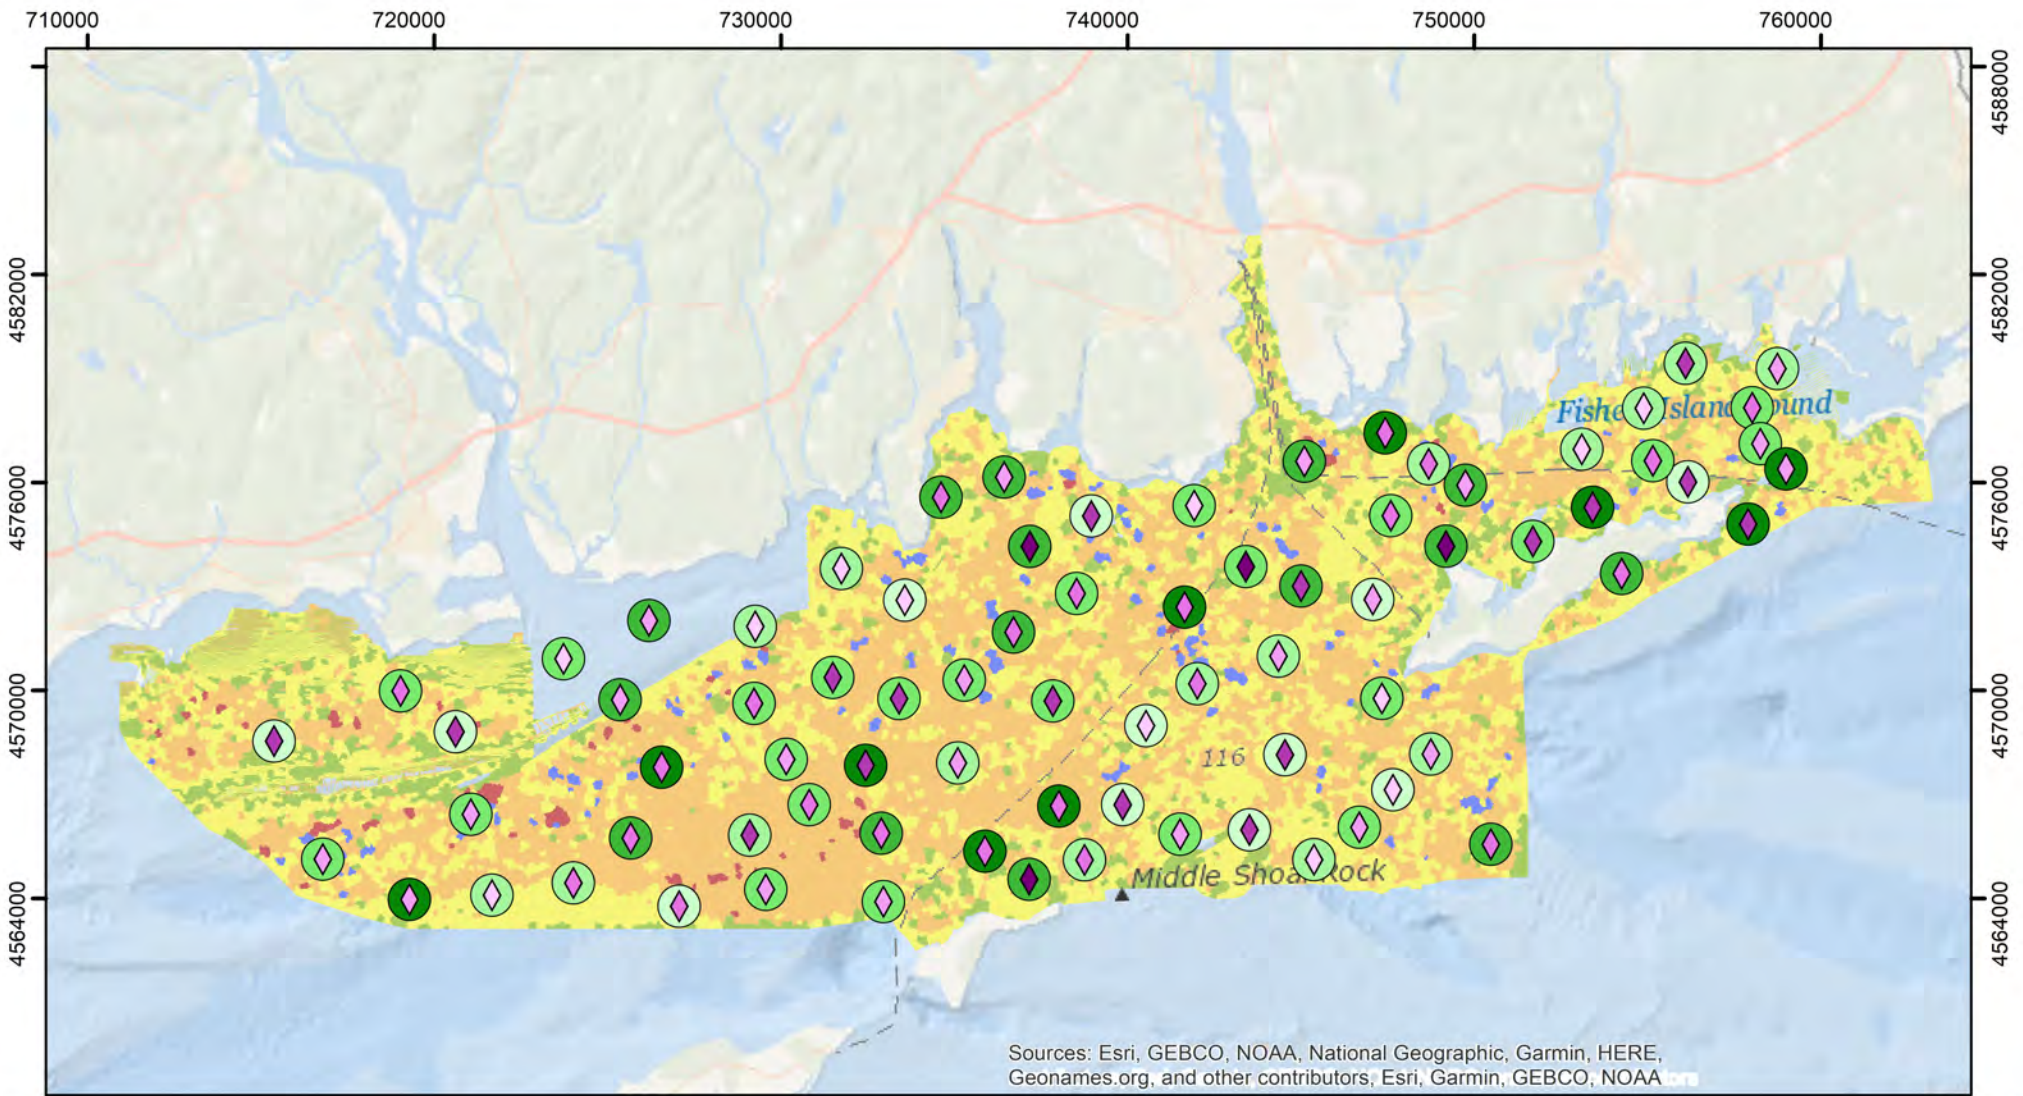 710000 720000 730000 740000 750000 760000
4588000
4582000 4582000
Fishe Island ound
4576000 4576000
4570000 4570000
116
Middle Shoal Rock
4564000 4564000
Sources: Esri, GEBCO, NOAA, National Geographic, Garmin, HERE,
Geonames.org, and other contributors, Esri, Garmin, GEBCO, NOAA